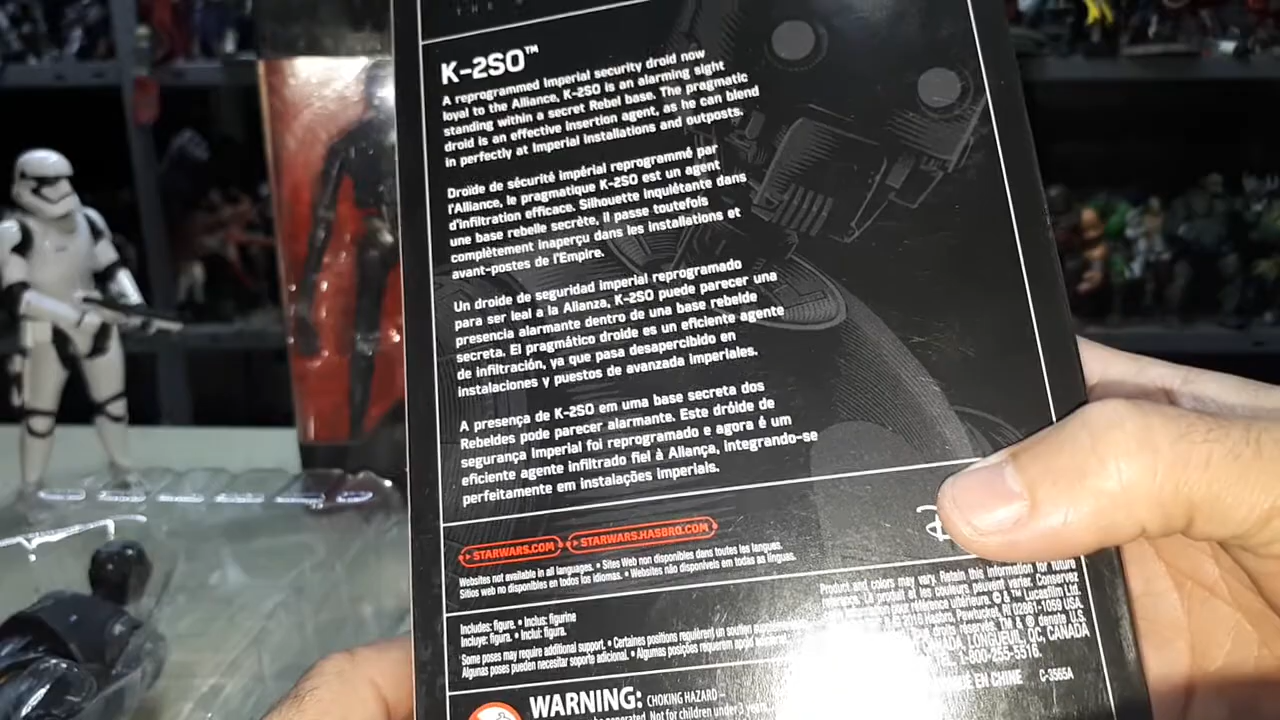 K-2SO™
A reprogrammed Imperial security droid now
loyal to the Alliance, K-2SO is an alarming sight
standing within a secret Rebel base. The pragmatic
droid is an effective insertion agent, as he can blend
in perfectly at Imperial installations and outposts.
Droïde de sécurité impérial reprogrammé par
l'Alliance, le pragmatique K-2SO est un agent
d'infiltration efficace. Silhouette inquiétante dans
une base rebelle secrète, il passe toutefois
complètement inaperçu dans les installations et
avant-postes de l'Empire.
Un droide de seguridad imperial reprogramado
para ser leal a la Alianza, K-2SO puede parecer una
presencia alarmante dentro de una base rebelde
secreta. El pragmático droide es un eficiente agente
de infiltración, ya que pasa desapercibido en
instalaciones y puestos de avanzada imperiales.
A presença de K-2SO em uma base secreta dos
Rebeldes pode parecer alarmante. Este dróide de
segurança Imperial foi reprogramado e agora é um
eficiente agente infiltrado fiel à Aliança, integrando-se
perfeitamente em instalações imperiais.
STARWARS.COM STARWARS.HASBRO.COM
Websites not available in all languages. • Sites Web non disponibles dans toutes les langues.
Sitios web no disponibles en todos los idiomas. • Websites não disponíveis em todas as línguas.
Includes: figure. • Inclus: figurine
Incluye: figura. • Inclui: figura.
Some poses may require additional support. • Certaines positions requièrent un soutien
Algunas poses pueden necesitar soporte adicional. • Algumas posições requerem apoio
WARNING: CHOKING HAZARD –
Not for children under 3 years.
Product and colors may vary. Retain this information for future
Le produit et les couleurs peuvent varier. Conservez
pour référence ultérieure. © & ™ Lucasfilm Ltd.
2016 Hasbro, Pawtucket, RI 02861-1059 USA.
™ & ® denote U.S.
LONGUEUIL, QC, CANADA
1-800-255-5516.
EN CHINE C-3565A